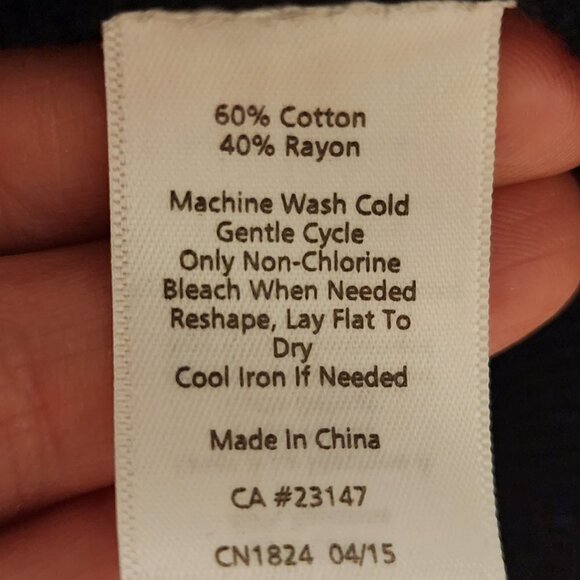 60% Cotton
40% Rayon
Machine Wash Cold
Gentle Cycle
Only Non-Chlorine
Bleach When Needed
Reshape, Lay Flat To
Dry
Cool Iron If Needed
Made In China
CA #23147
CN1824 04/15